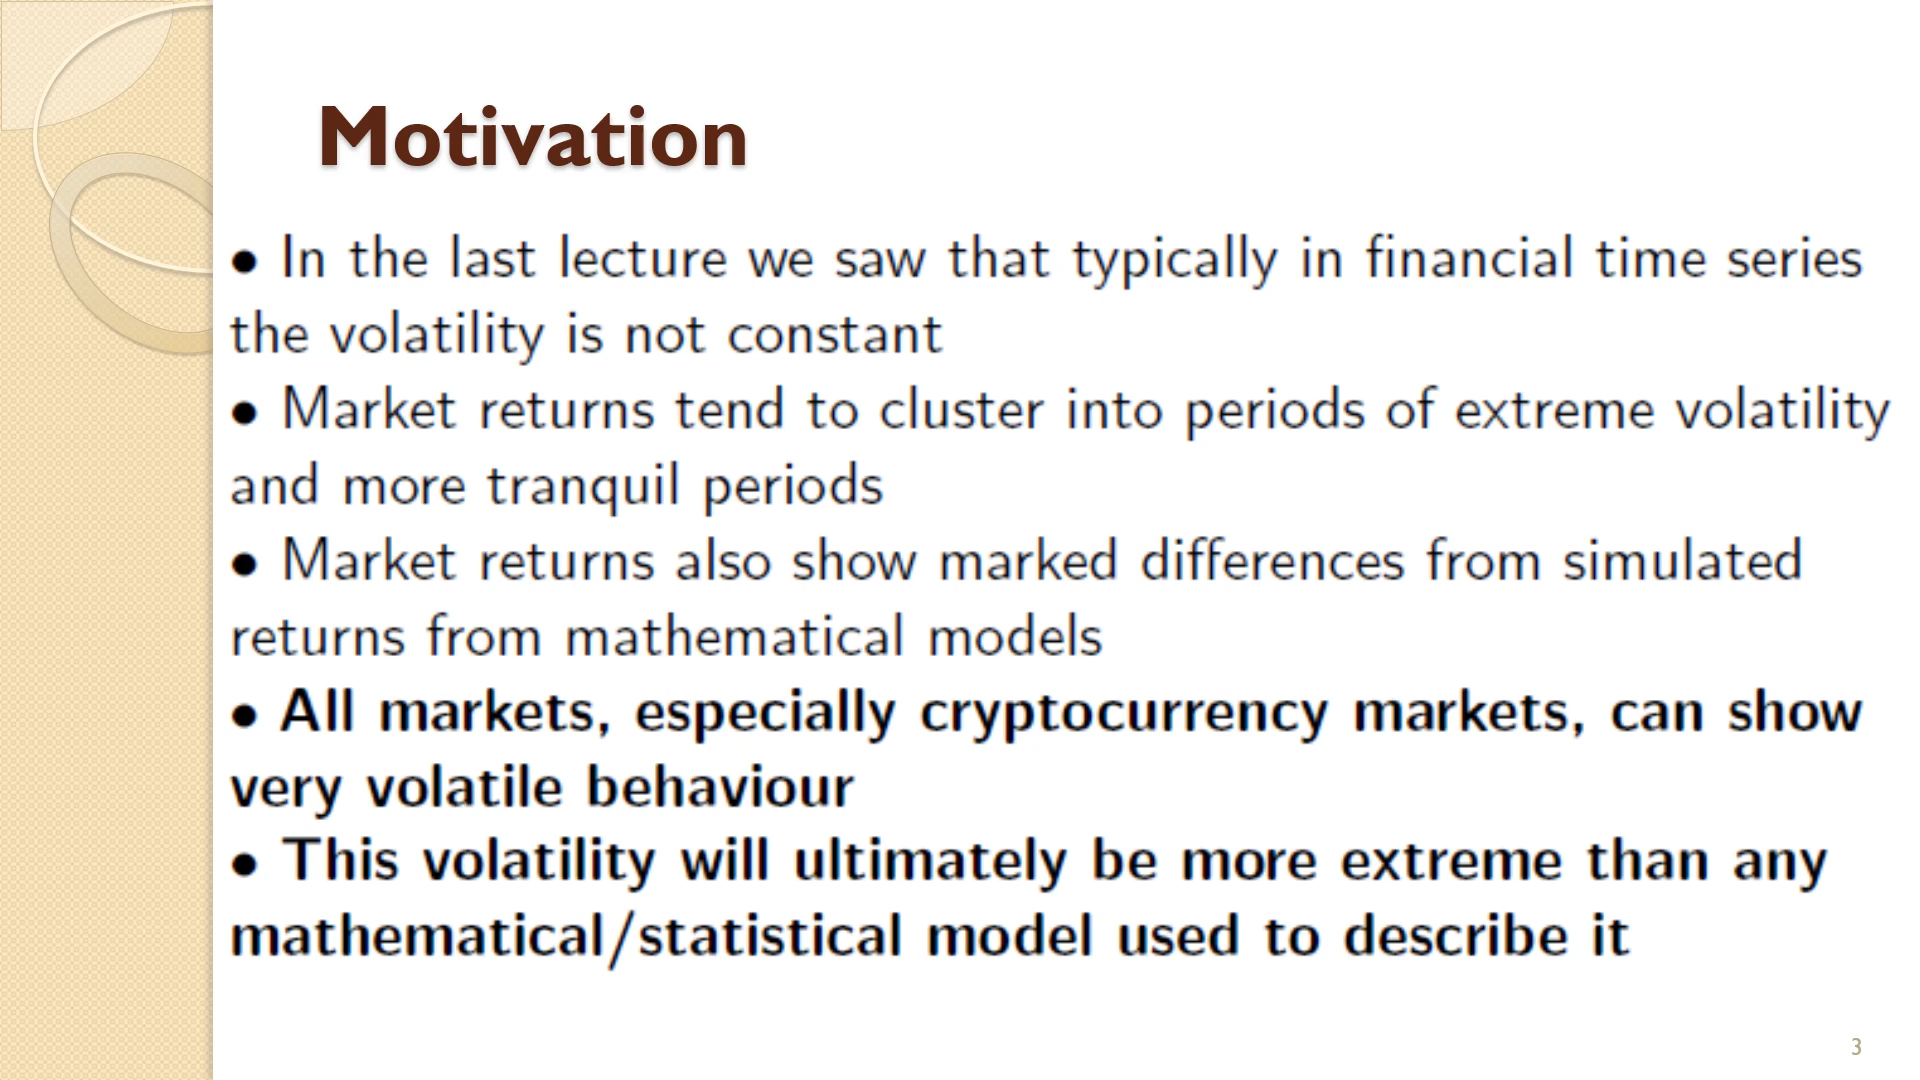 Motivation
• In the last lecture we saw that typically in financial time series
the volatility is not constant
• Market returns tend to cluster into periods of extreme volatility
and more tranquil periods
• Market returns also show marked differences from simulated
returns from mathematical models
• All markets, especially cryptocurrency markets, can show
very volatile behaviour
• This volatility will ultimately be more extreme than any
mathematical/statistical model used to describe it
3